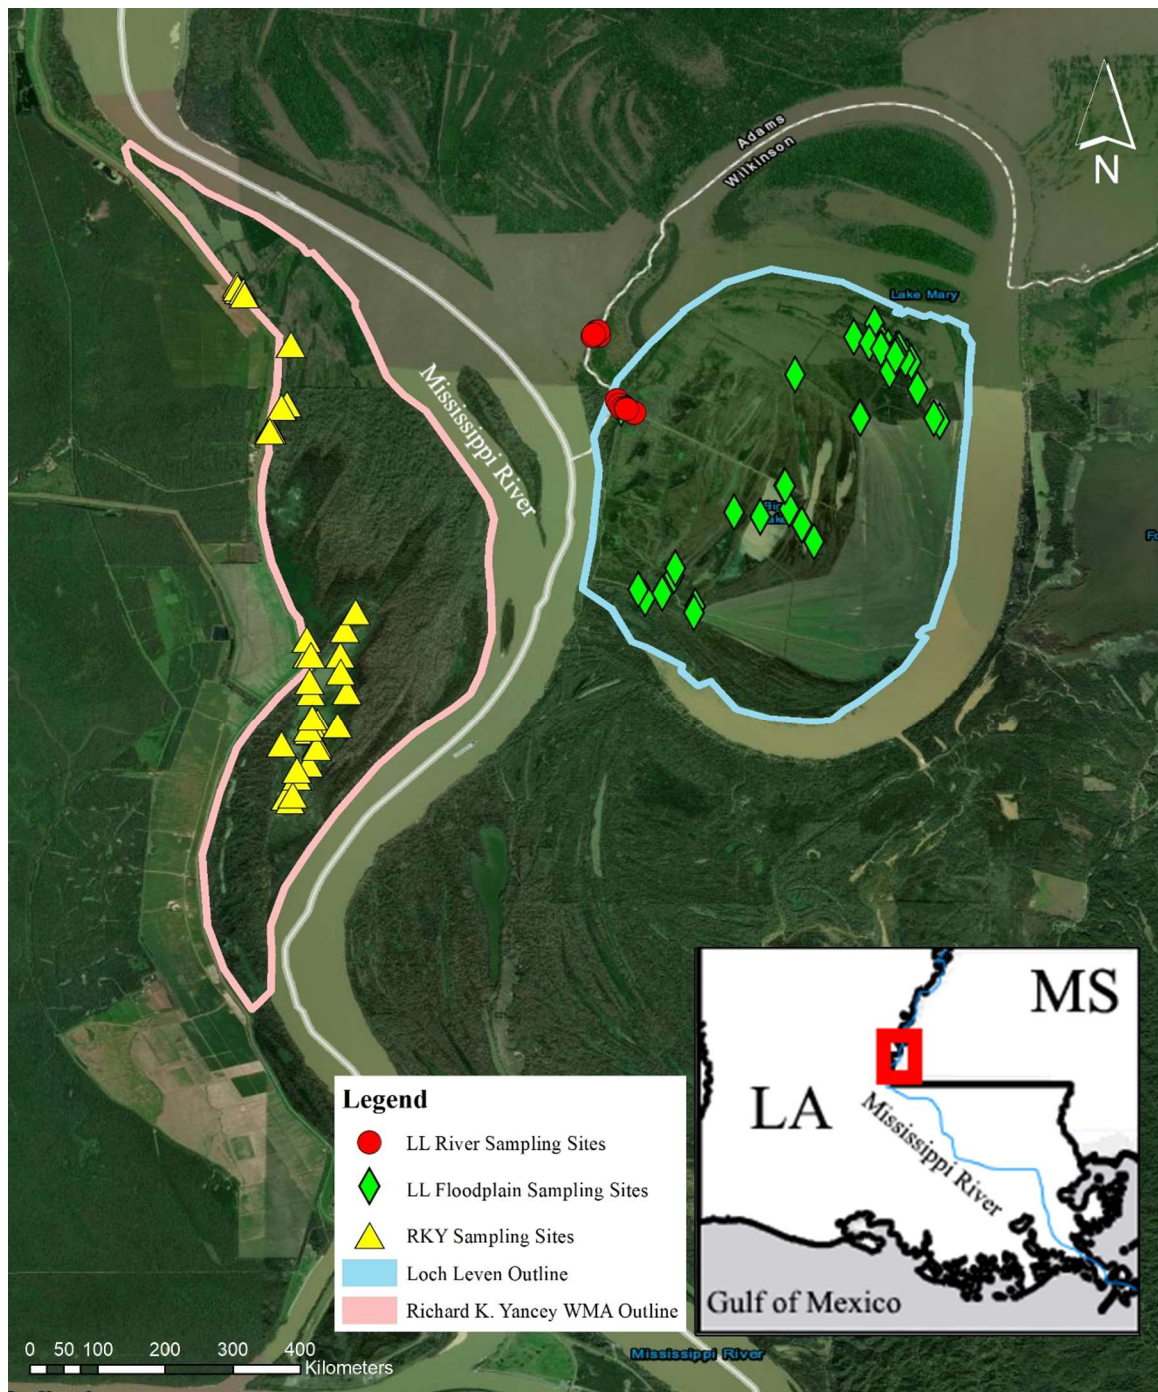 Adams
Wilkinson
N
Lake Mary
Mississippi River
Legend
LL River Sampling Sites
LL Floodplain Sampling Sites
RKY Sampling Sites
Loch Leven Outline
Richard K. Yancey WMA Outline
MS
LA
Mississippi River
Gulf of Mexico
0 50 100 200 300 400
Kilometers
Mississippi River